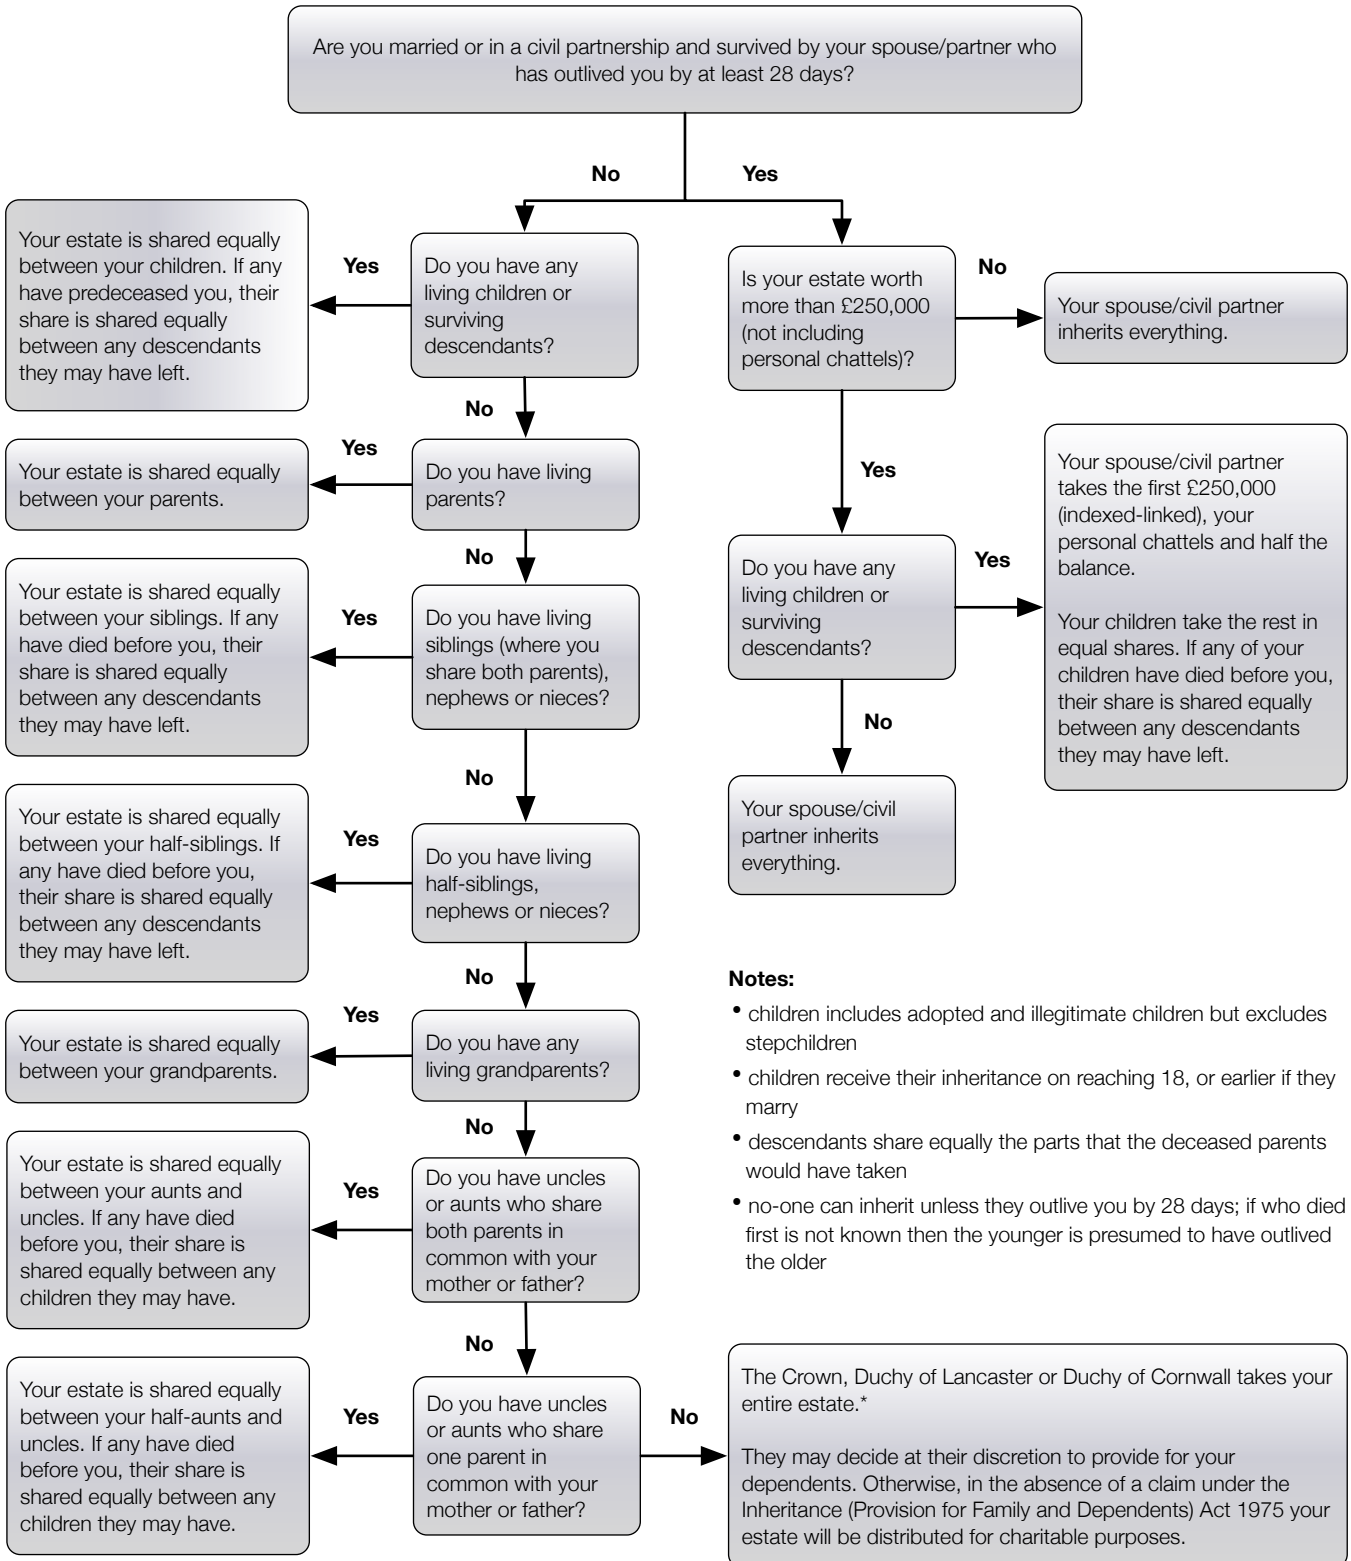 Are you married or in a civil partnership and survived by your spouse/partner who
has outlived you by at least 28 days?
No
Yes
Your estate is shared equally
between your children. If any
have predeceased you, their
share is shared equally
between any descendants
they may have left.
Yes
Do you have any
living children or
surviving
descendants?
Is your estate worth
more than £250,000
(not including
personal chattels)?
No
Your spouse/civil partner
inherits everything.
No
Your estate is shared equally
between your parents.
Yes
Do you have living
parents?
Yes
Your spouse/civil partner
takes the first £250,000
(indexed-linked), your
personal chattels and half the
balance.
Your children take the rest in
equal shares. If any of your
children have died before you,
their share is shared equally
between any descendants
they may have left.
No
Your estate is shared equally
between your siblings. If any
have died before you, their
share is shared equally
between any descendants
they may have left.
Yes
Do you have living
siblings (where you
share both parents),
nephews or nieces?
Do you have any
living children or
surviving
descendants?
Yes
No
No
Your estate is shared equally
between your half-siblings. If
any have died before you,
their share is shared equally
between any descendants
they may have left.
Yes
Do you have living
half-siblings,
nephews or nieces?
Your spouse/civil
partner inherits
everything.
No
Your estate is shared equally
between your grandparents.
Yes
Do you have any
living grandparents?
Notes:
• children includes adopted and illegitimate children but excludes
stepchildren
• children receive their inheritance on reaching 18, or earlier if they
marry
• descendants share equally the parts that the deceased parents
would have taken
• no-one can inherit unless they outlive you by 28 days; if who died
first is not known then the younger is presumed to have outlived
the older
No
Your estate is shared equally
between your aunts and
uncles. If any have died
before you, their share is
shared equally between any
children they may have.
Yes
Do you have uncles
or aunts who share
both parents in
common with your
mother or father?
No
Your estate is shared equally
between your half-aunts and
uncles. If any have died
before you, their share is
shared equally between any
children they may have.
Yes
Do you have uncles
or aunts who share
one parent in
common with your
mother or father?
No
The Crown, Duchy of Lancaster or Duchy of Cornwall takes your
entire estate.*
They may decide at their discretion to provide for your
dependents. Otherwise, in the absence of a claim under the
Inheritance (Provision for Family and Dependents) Act 1975 your
estate will be distributed for charitable purposes.